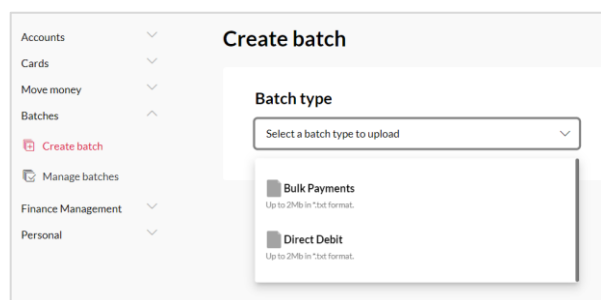 Accounts
Cards
Move money
Batches
Create batch
Manage batches
Finance Management
Personal
Create batch
Batch type
Select a batch type to upload
Bulk Payments
Up to 2Mb in *.txt format.
Direct Debit
Up to 2Mb in *.txt format.